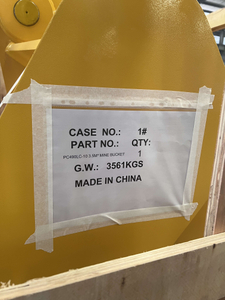 CASE NO.: 1#
PART NO.: QTY:
MINE BUCKET 1
G.W.: 3561KGS
MADE IN CHINA